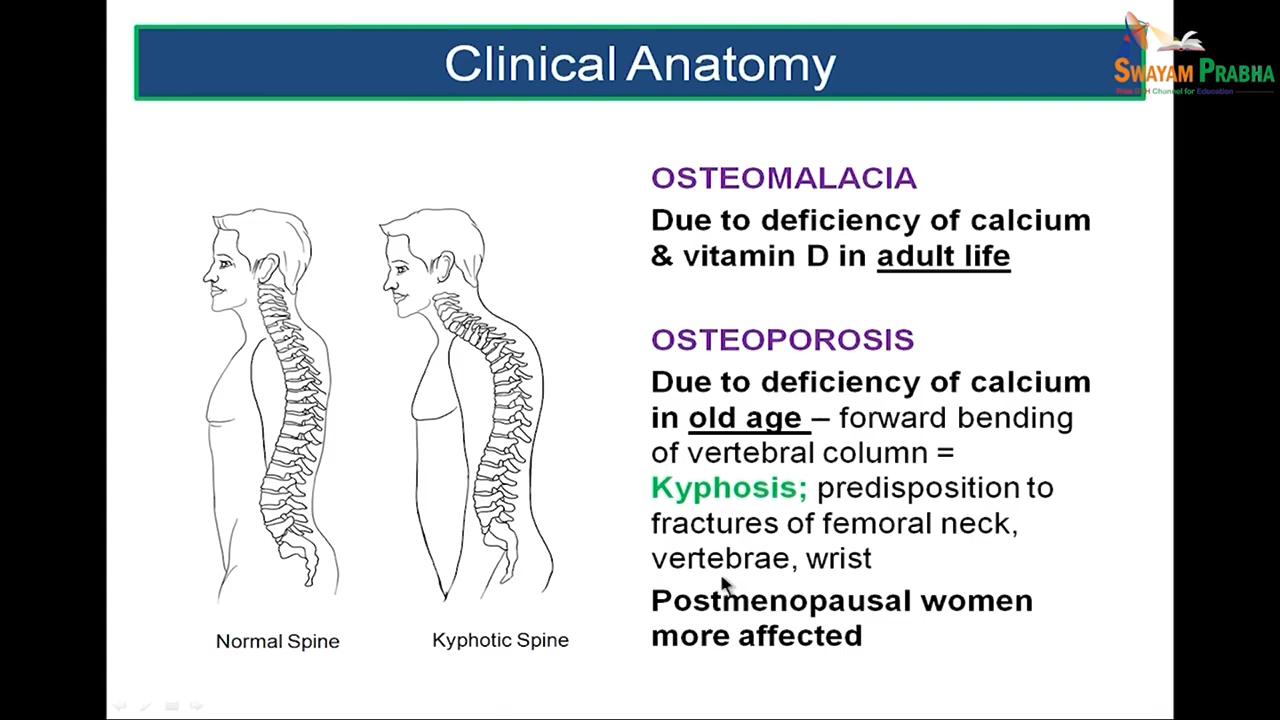 Clinical Anatomy
SWAYAM PRABHA
OSTEOMALACIA
Due to deficiency of calcium
& vitamin D in adult life
OSTEOPOROSIS
Due to deficiency of calcium
in old age – forward bending
of vertebral column =
Kyphosis; predisposition to
fractures of femoral neck,
vertebrae, wrist
Postmenopausal women
more affected
Normal Spine
Kyphotic Spine